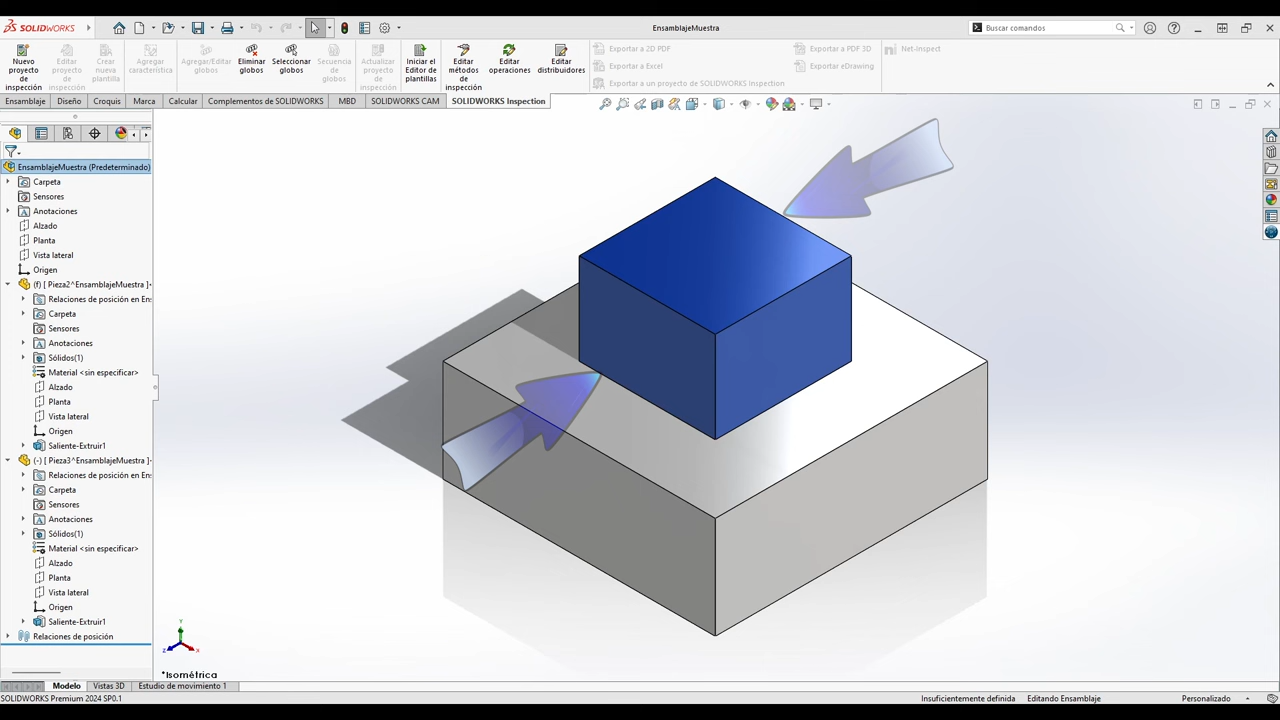 SOLIDWORKS
EnsamblajeMuestra
Buscar comandos
Nuevo proyecto de inspección
Editar proyecto de inspección
Crear nueva plantilla
Agregar característica
Agregar/Editar globos
Eliminar globos
Seleccionar globos
Secuencia de globos
Actualizar proyecto de inspección
Iniciar el Editor de plantillas
Editar métodos de inspección
Editar operaciones
Editar distribuidores
Exportar a 2D PDF
Exportar a Excel
Exportar a un proyecto de SOLIDWORKS Inspection
Exportar a PDF 3D
Exportar eDrawing
Net-Inspect
Ensamblaje Diseño Croquis Marca Calcular Complementos de SOLIDWORKS MBD SOLIDWORKS CAM SOLIDWORKS Inspection
EnsamblajeMuestra (Predeterminado)
Carpeta
Sensores
Anotaciones
Alzado
Planta
Vista lateral
Origen
(f) [ Pieza2^EnsamblajeMuestra ]
Relaciones de posición en En
Carpeta
Sensores
Anotaciones
Sólidos(1)
Material <sin especificar>
Alzado
Planta
Vista lateral
Origen
Saliente-Extruir1
(-) [ Pieza3^EnsamblajeMuestra ]
Relaciones de posición en En
Carpeta
Sensores
Anotaciones
Sólidos(1)
Material <sin especificar>
Alzado
Planta
Vista lateral
Origen
Saliente-Extruir1
Relaciones de posición
Y
Z X
*Isométrica
Modelo Vistas 3D Estudio de movimiento 1
SOLIDWORKS Premium 2024 SP0.1 Insuficientemente definida Editando Ensamblaje Personalizado